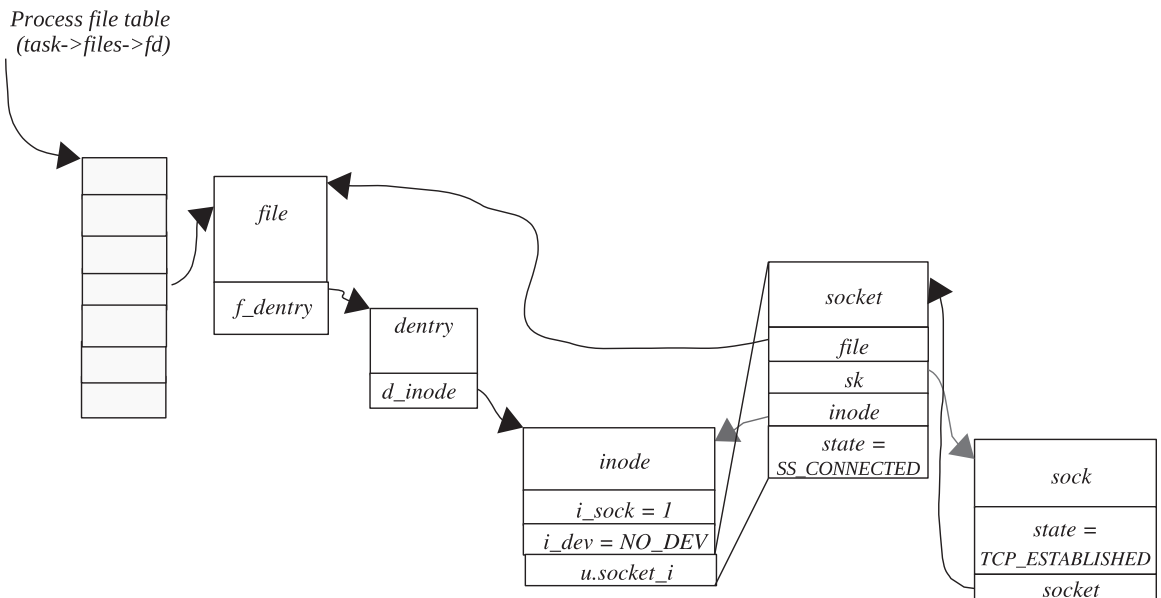 Process file table
(task->files->fd)
file
f_dentry
dentry
d_inode
inode
i_sock = 1
i_dev = NO_DEV
u.socket_i
socket
file
sk
inode
state =
SS_CONNECTED
sock
state =
TCP_ESTABLISHED
socket